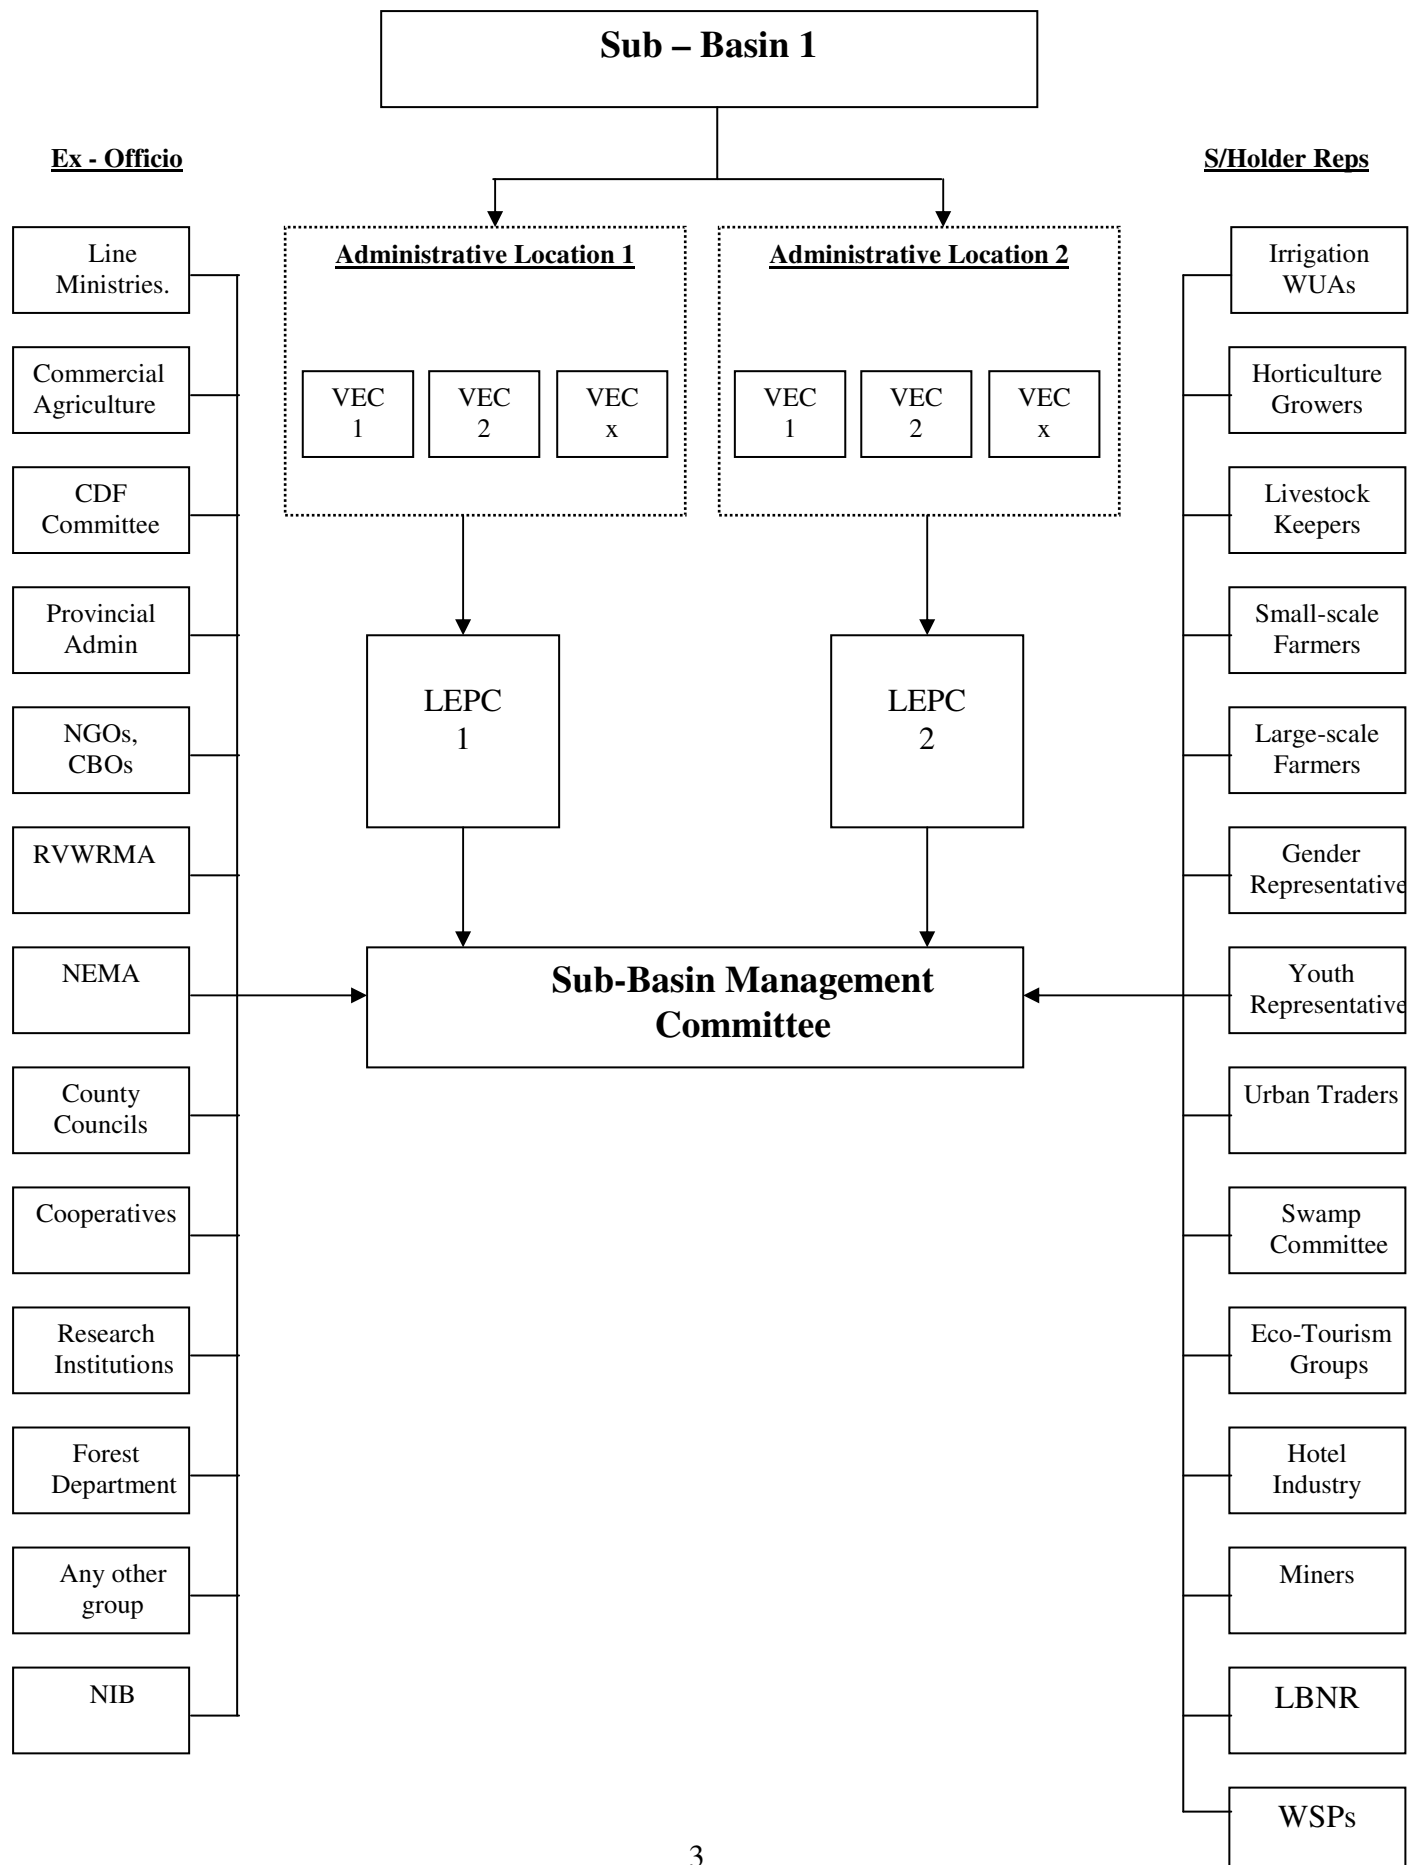 Sub – Basin 1
Ex - Officio
S/Holder Reps
Line
Ministries.
Commercial
Agriculture
CDF
Committee
Provincial
Admin
NGOs,
CBOs
RVWRMA
NEMA
County
Councils
Cooperatives
Research
Institutions
Forest
Department
Any other
group
NIB
Administrative Location 1
VEC
1
VEC
2
VEC
x
Administrative Location 2
VEC
1
VEC
2
VEC
x
LEPC
1
LEPC
2
Sub-Basin Management
Committee
Irrigation
WUAs
Horticulture
Growers
Livestock
Keepers
Small-scale
Farmers
Large-scale
Farmers
Gender
Representative
Youth
Representative
Urban Traders
Swamp
Committee
Eco-Tourism
Groups
Hotel
Industry
Miners
LBNR
WSPs
3